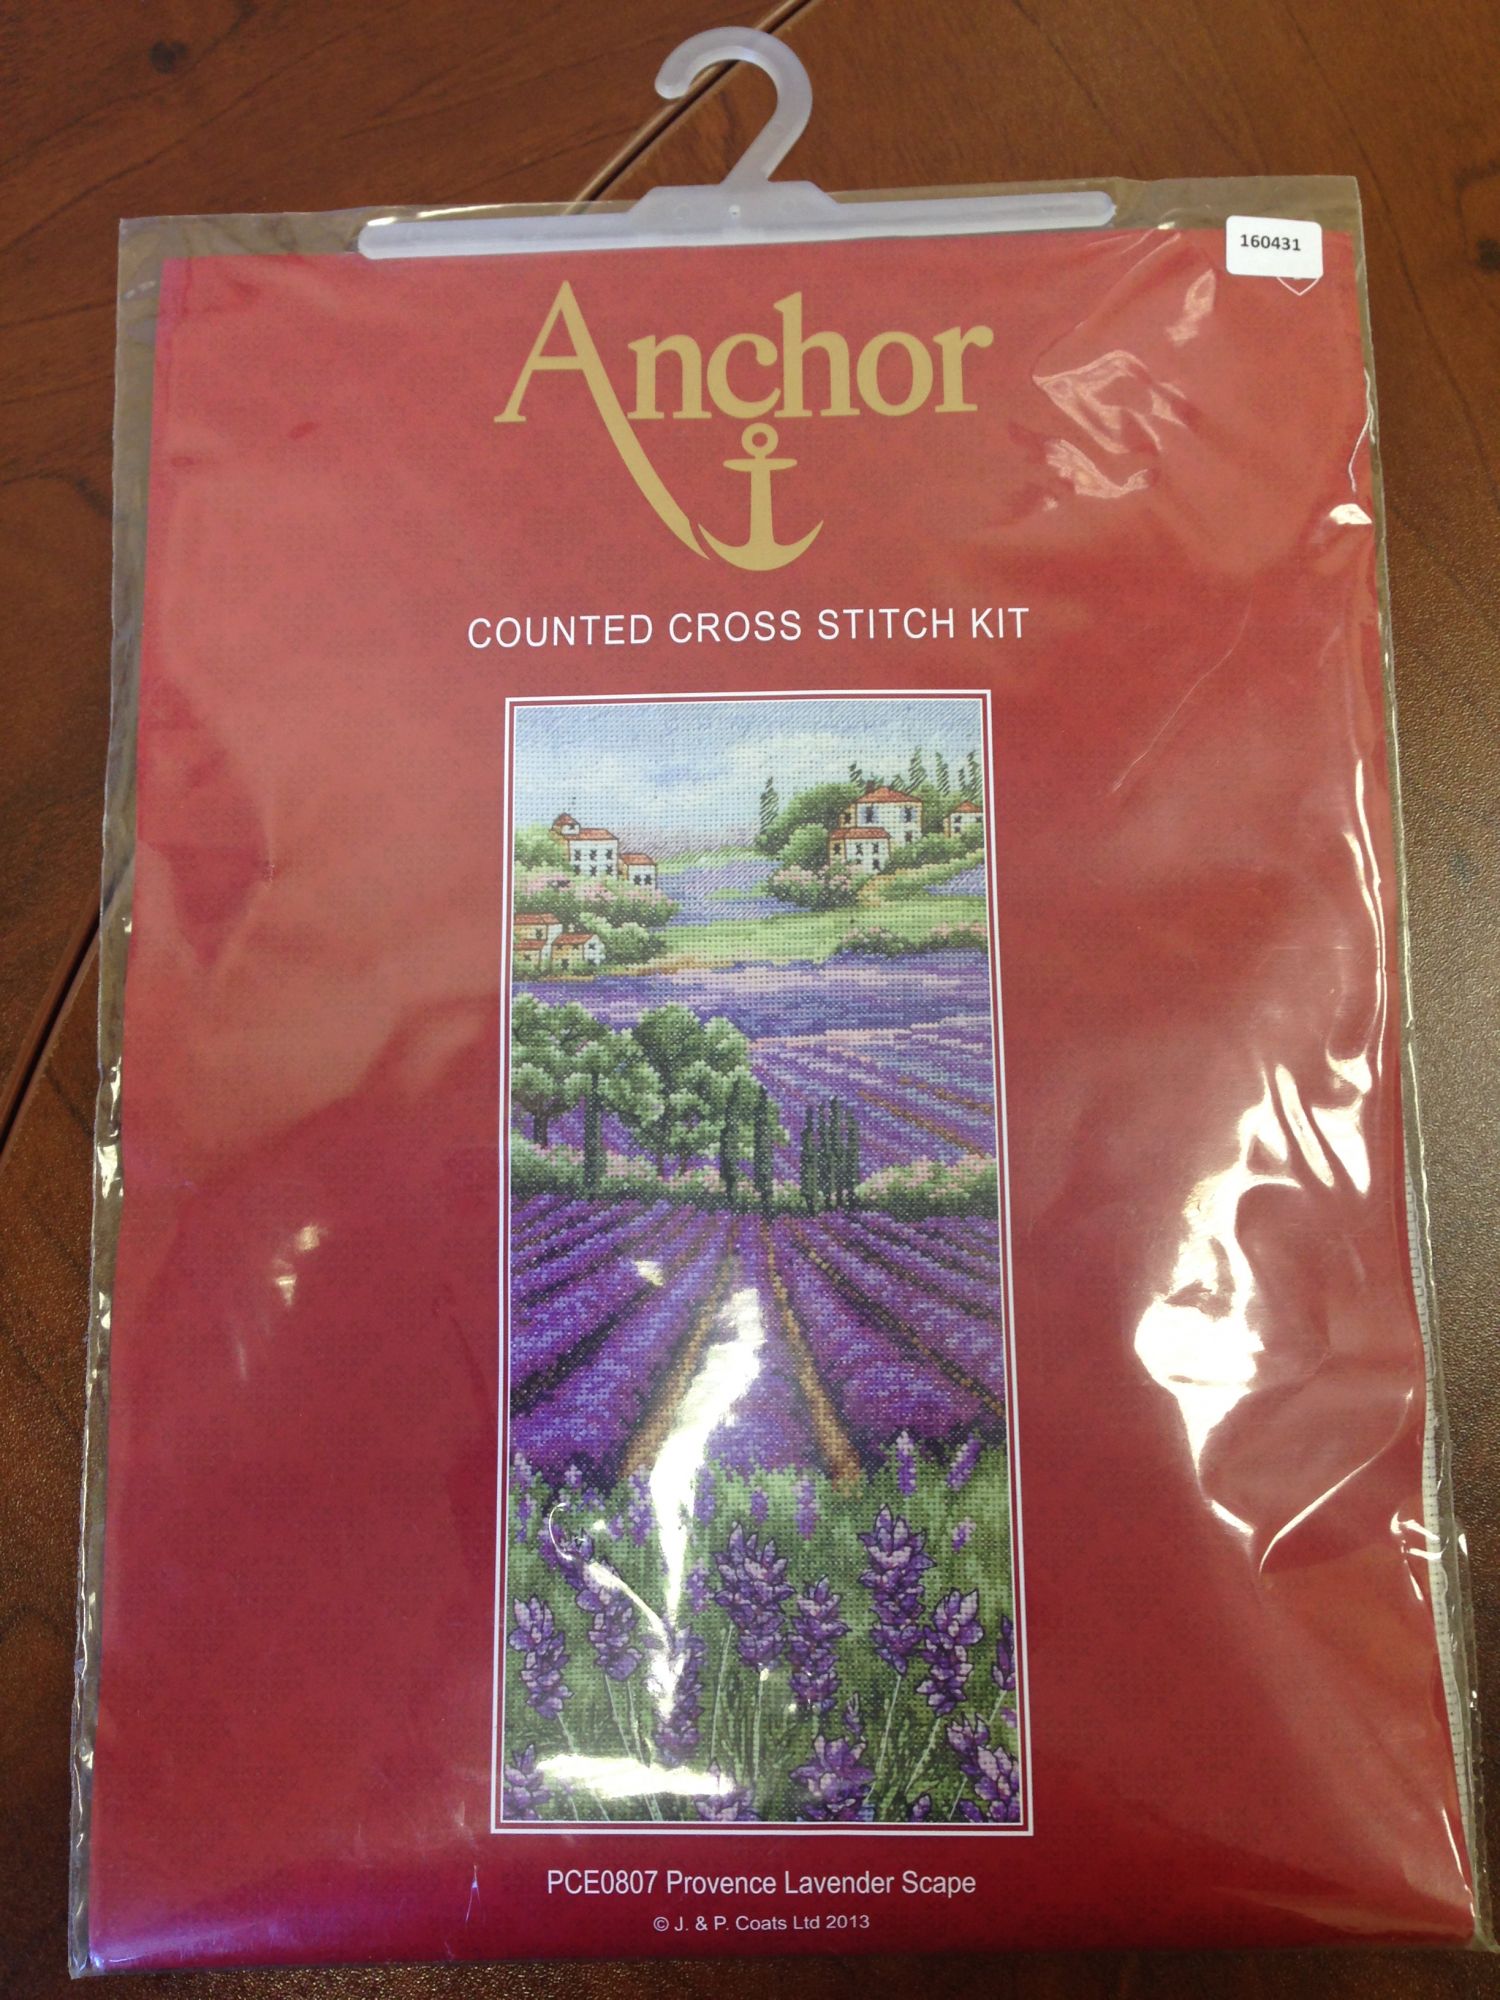 160431
Anchor
COUNTED CROSS STITCH KIT
PCE0807 Provence Lavender Scape
© J. & P. Coats Ltd 2013